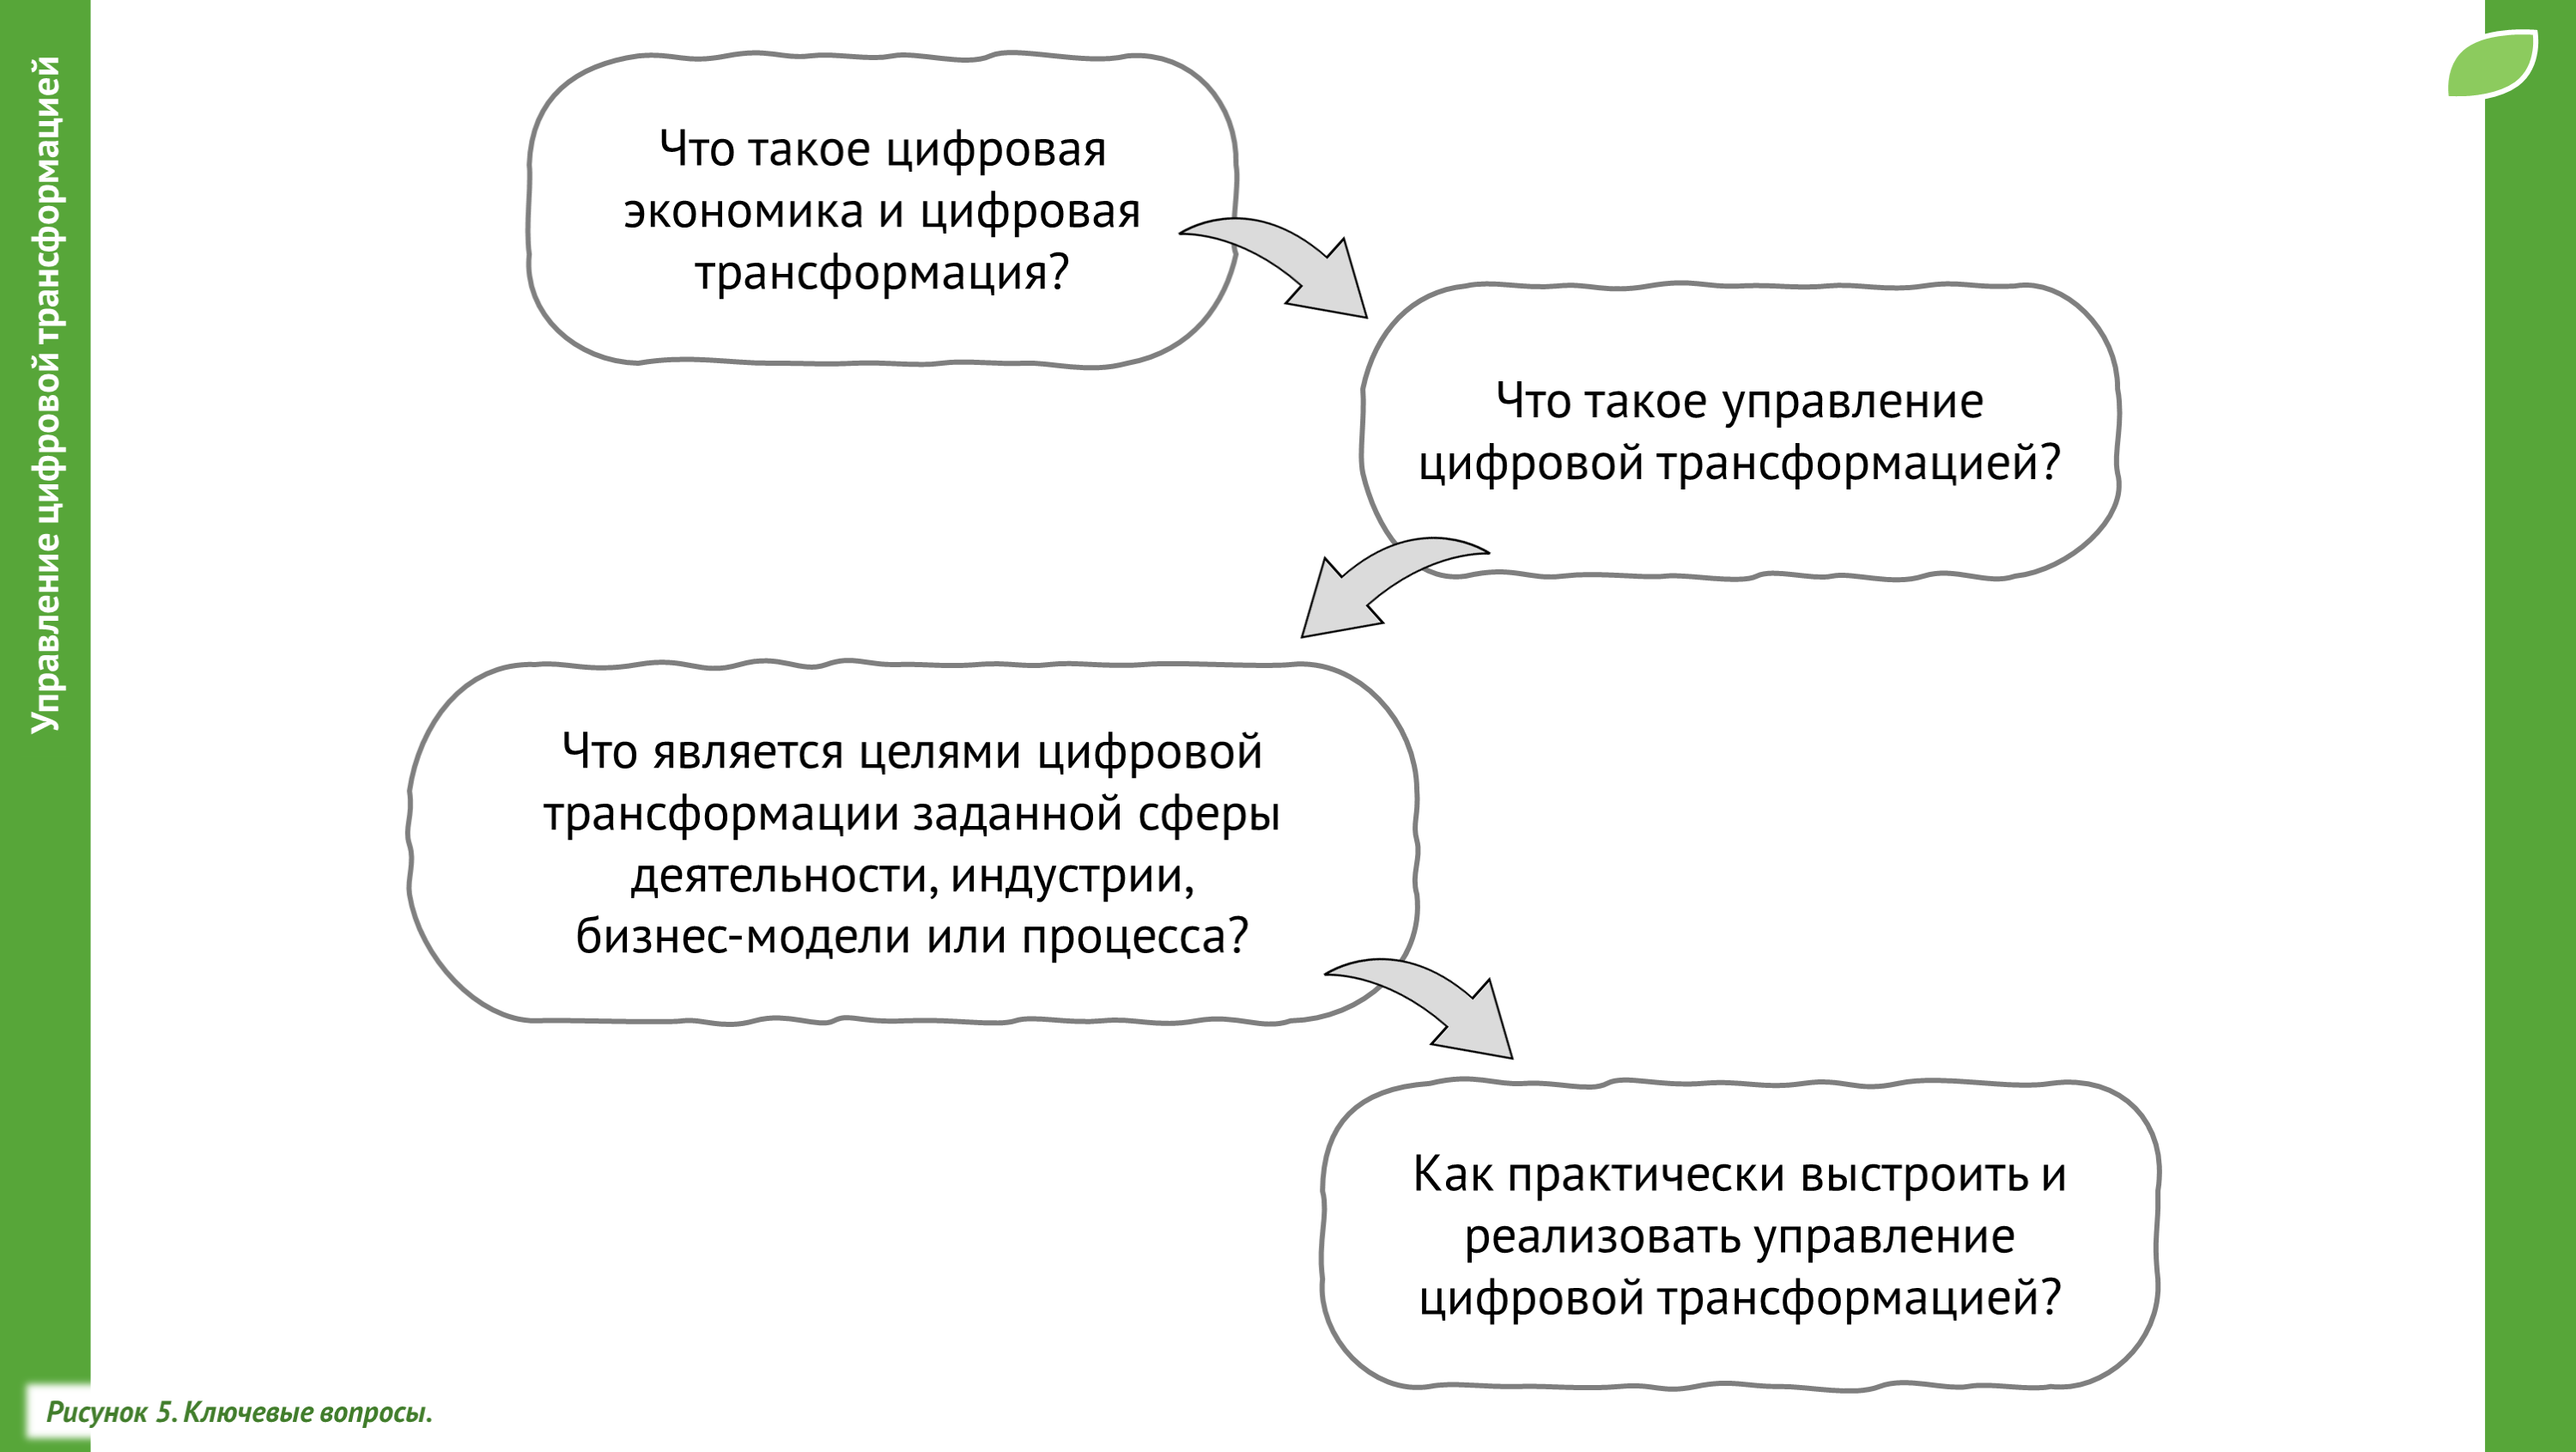 Управление цифровой трансформацией
Что такое цифровая
экономика и цифровая
трансформация?
Что такое управление
цифровой трансформацией?
Что является целями цифровой
трансформации заданной сферы
деятельности, индустрии,
бизнес-модели или процесса?
Как практически выстроить и
реализовать управление
цифровой трансформацией?
Рисунок 5. Ключевые вопросы.